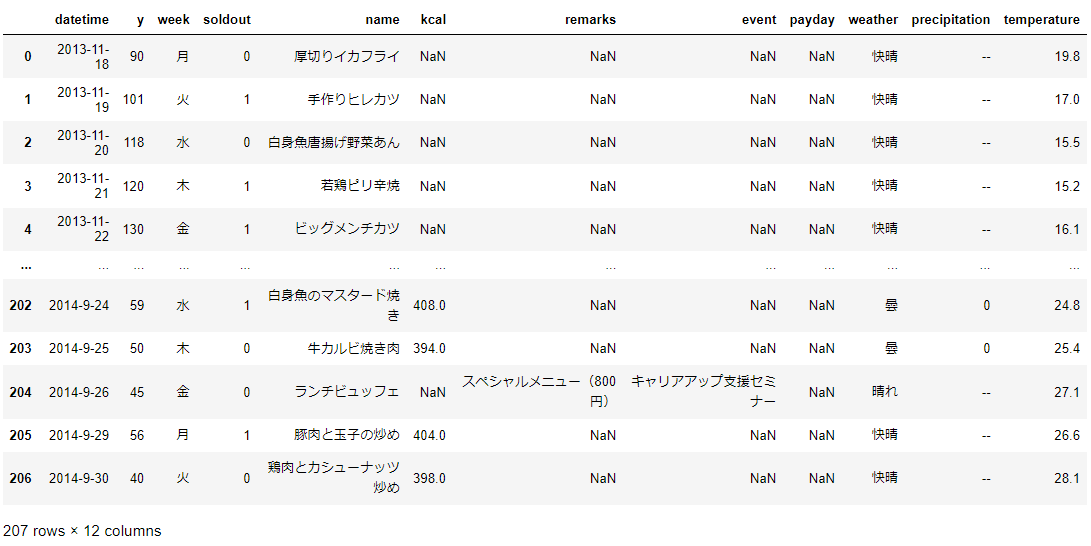 datetime y week soldout name kcal remarks event payday weather precipitation temperature
0 2013-11-18 90 月 0 厚切りイカフライ NaN NaN NaN NaN 快晴 -- 19.8
1 2013-11-19 101 火 1 手作りヒレカツ NaN NaN NaN NaN 快晴 -- 17.0
2 2013-11-20 118 水 0 白身魚唐揚げ野菜あん NaN NaN NaN NaN 快晴 -- 15.5
3 2013-11-21 120 木 1 若鶏ピリ辛焼 NaN NaN NaN NaN 快晴 -- 15.2
4 2013-11-22 130 金 1 ビッグメンチカツ NaN NaN NaN NaN 快晴 -- 16.1
... ... ... ... ... ... ... ... ... ... ... ... ...
202 2014-9-24 59 水 1 白身魚のマスタード焼き 408.0 NaN NaN NaN 曇 0 24.8
203 2014-9-25 50 木 0 牛カルビ焼き肉 394.0 NaN NaN NaN 曇 0 25.4
204 2014-9-26 45 金 0 ランチビュッフェ NaN スペシャルメニュー（800円） キャリアアップ支援セミナー NaN 晴れ -- 27.1
205 2014-9-29 56 月 1 豚肉と玉子の炒め 404.0 NaN NaN NaN 快晴 -- 26.6
206 2014-9-30 40 火 0 鶏肉とカシューナッツ炒め 398.0 NaN NaN NaN 快晴 -- 28.1
207 rows × 12 columns